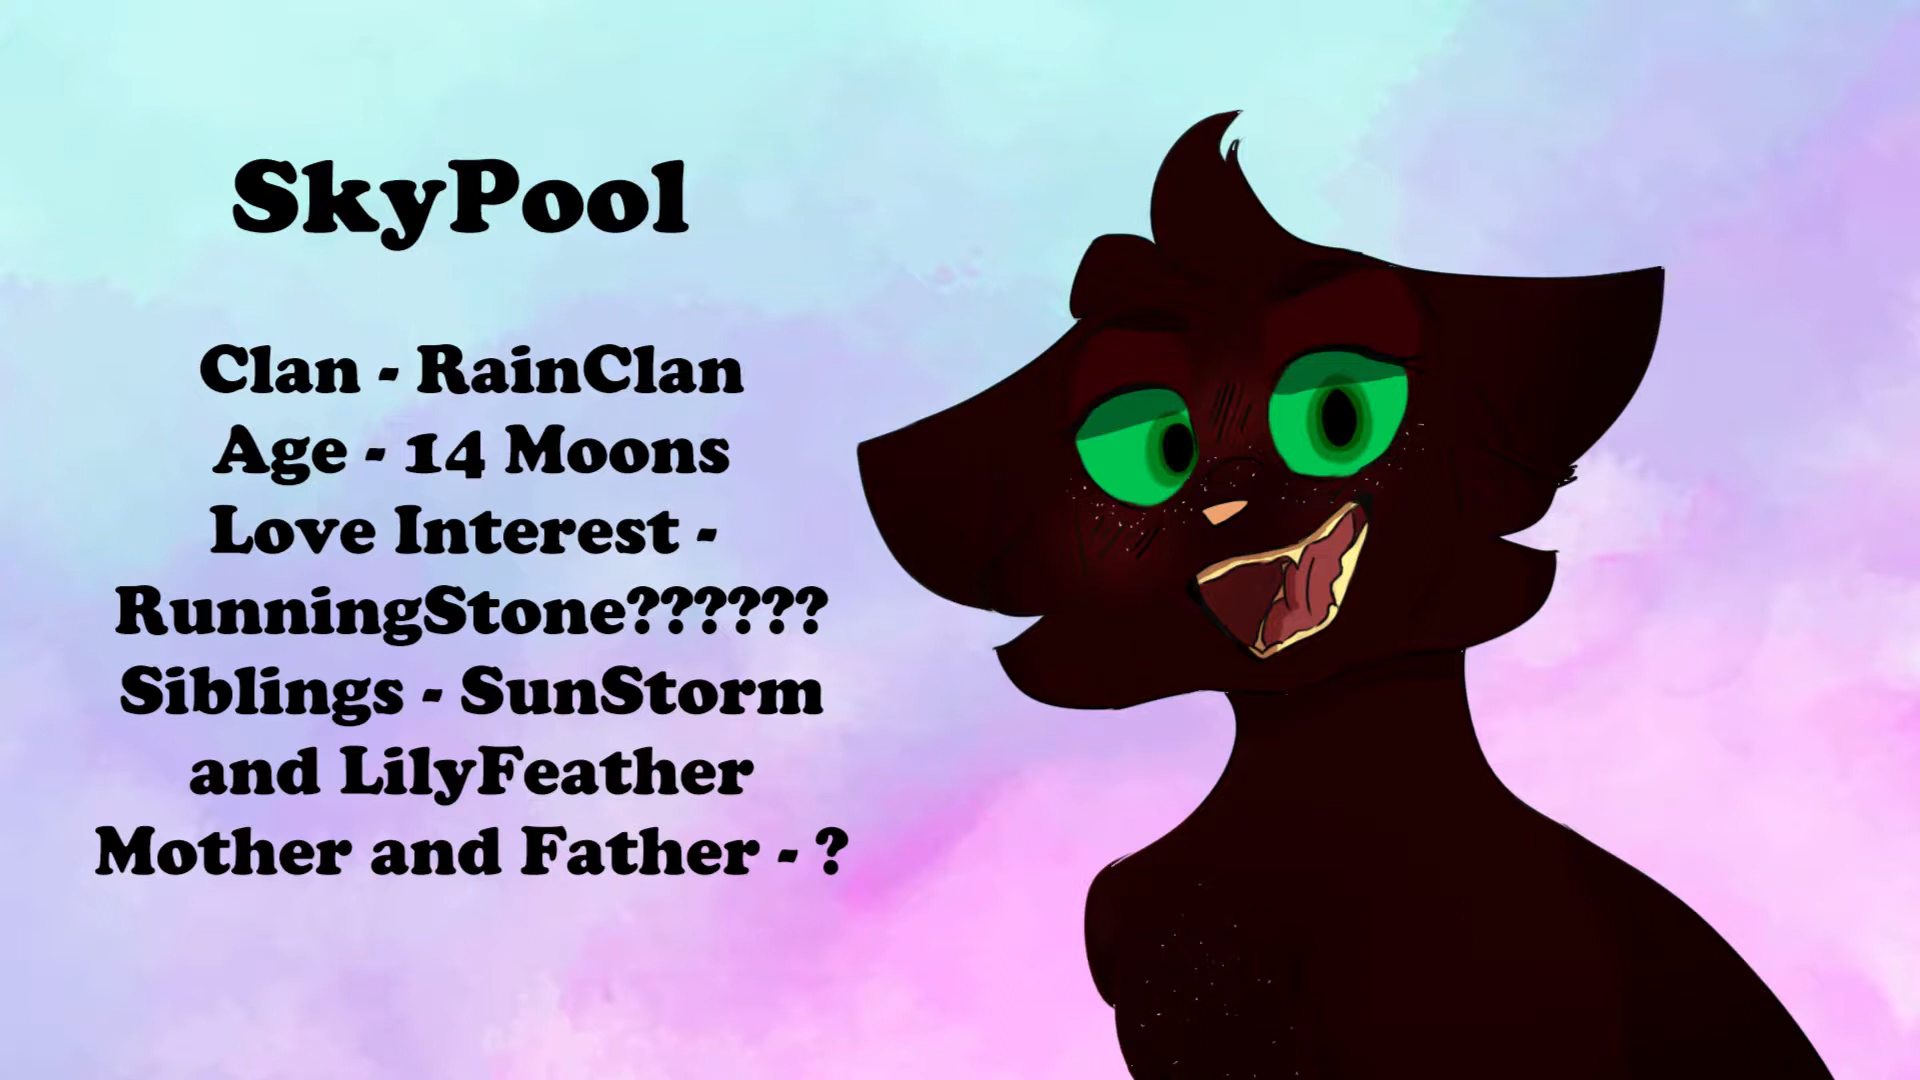 SkyPool
Clan - RainClan
Age - 14 Moons
Love Interest -
RunningStone??????
Siblings - SunStorm
and LilyFeather
Mother and Father - ?